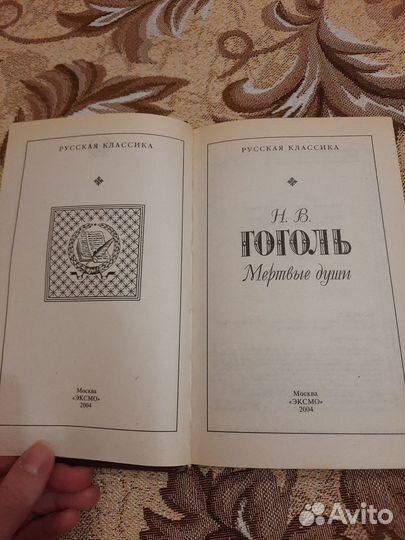 РУССКАЯ КЛАССИКА
Москва
«ЭКСМО»
2004
РУССКАЯ КЛАССИКА
Н. В.
ГОГОЛЬ
Мертвые души
Москва
«ЭКСМО»
2004
Avito